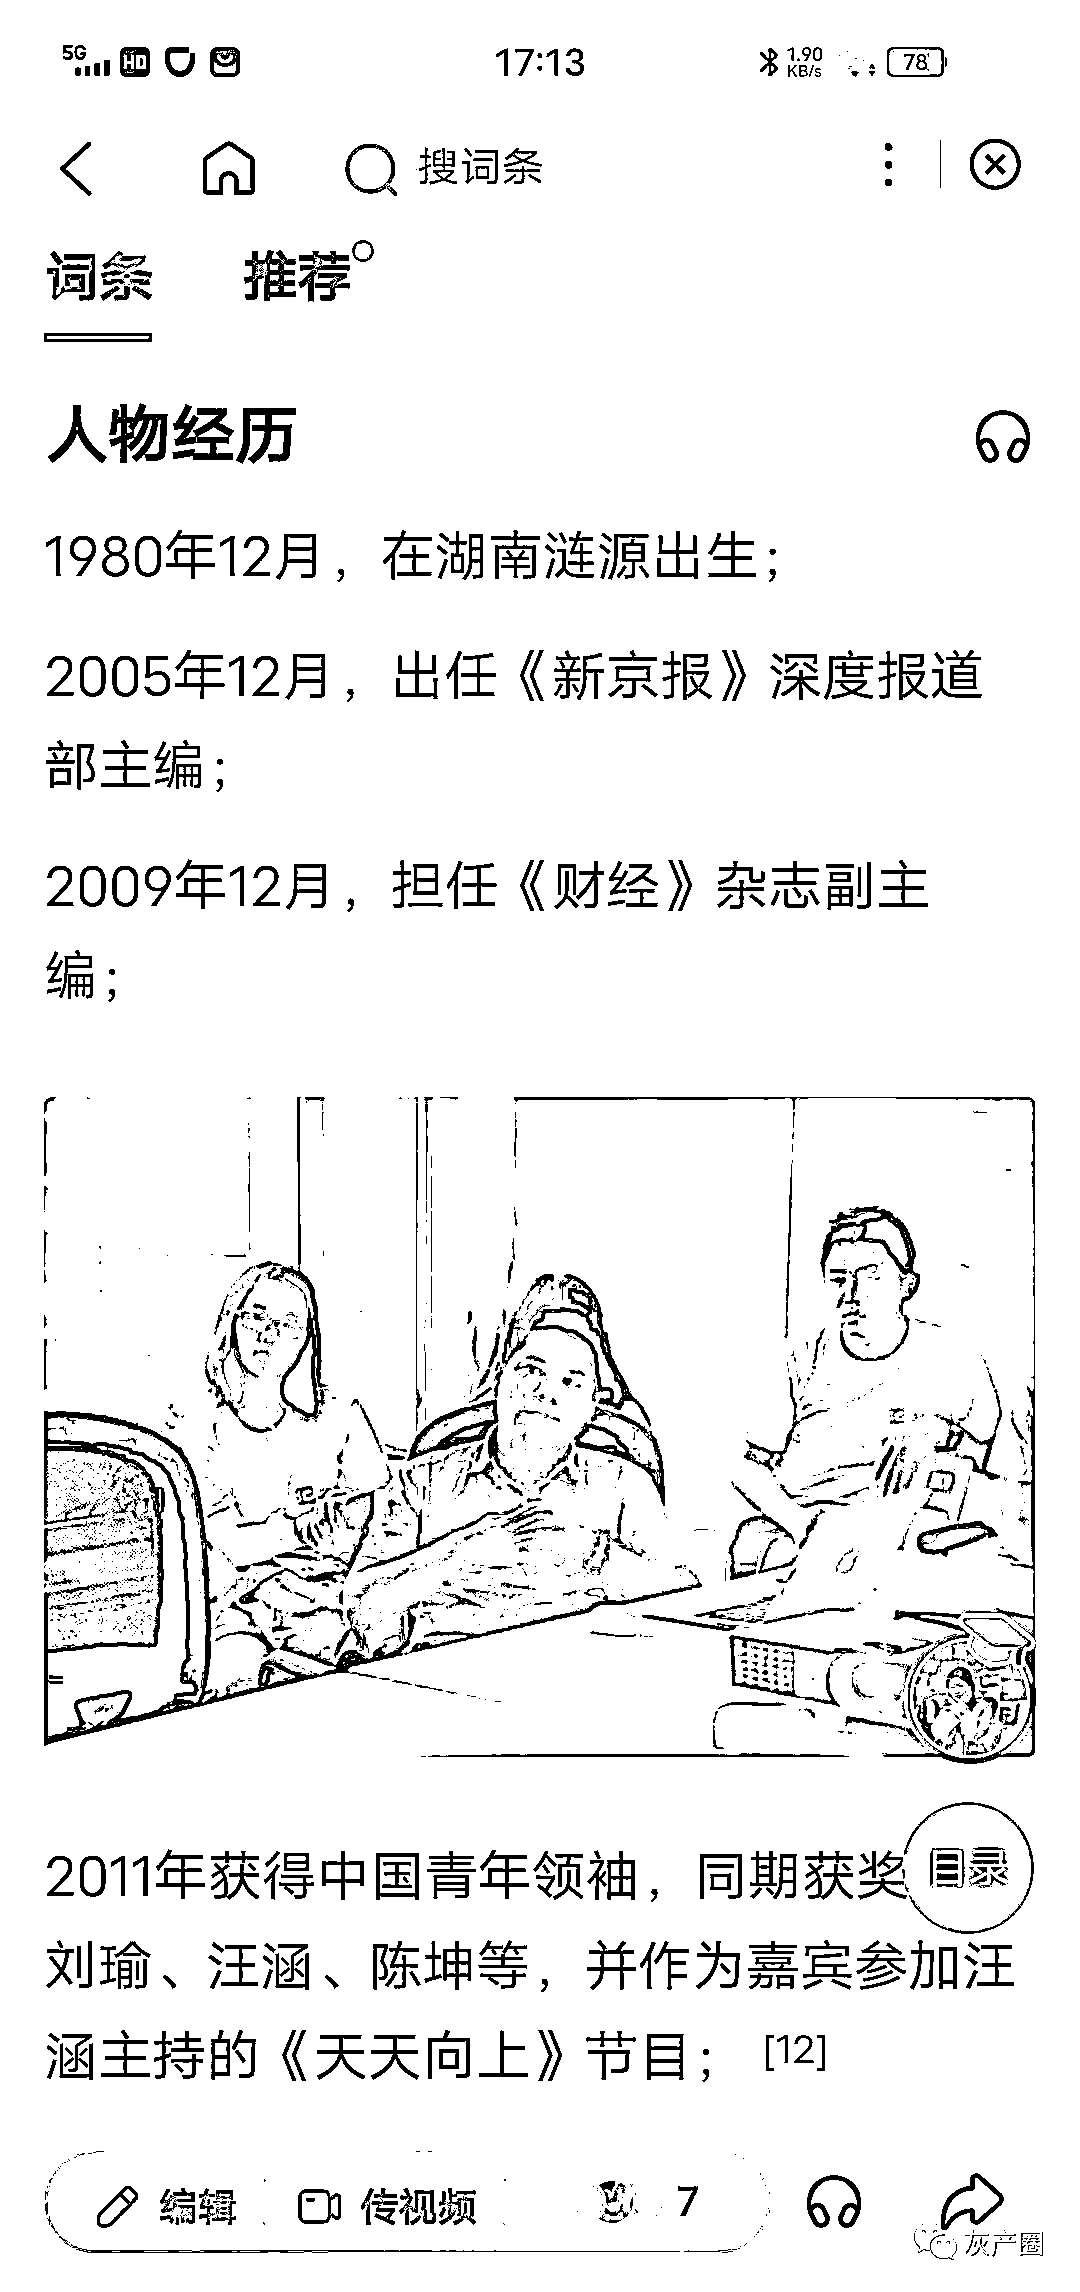 5G HD 17:13 1.90 KB/s 78
搜词条
词条 推荐
人物经历
1980年12月，在湖南涟源出生；
2005年12月，出任《新京报》深度报道
部主编；
2009年12月，担任《财经》杂志副主
编；
2011年获得中国青年领袖，同期获奖
目录
刘瑜、汪涵、陈坤等，并作为嘉宾参加汪
涵主持的《天天向上》节目； [12]
编辑 传视频 7
灰产圈